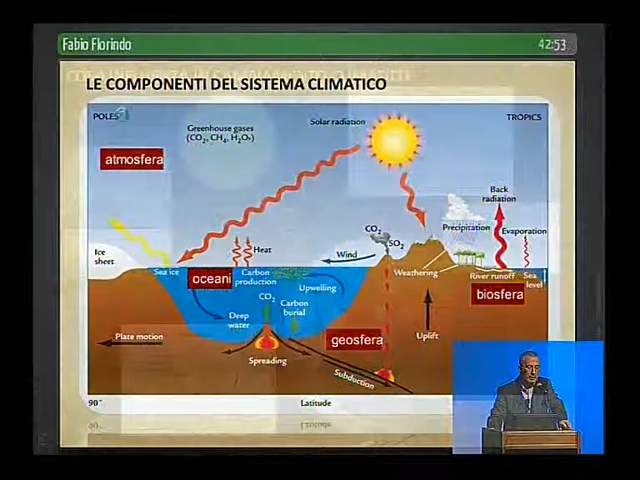 Fabio Florindo
42:53
LE COMPONENTI DEL SISTEMA CLIMATICO
POLES
Greenhouse gases
(CO₂, CH₄, H₂O)
Solar radiation
TROPICS
atmosfera
Back
radiation
CO₂
SO₂
Precipitation
Evaporation
Ice
sheet
Heat
Wind
Sea ice
oceani
Carbon
production
Upwelling
Weathering
River runoff
Sea
level
biosfera
CO₂
Carbon
burial
Deep
water
geosfera
Plate motion
Spreading
Uplift
Subduction
90°
Latitude